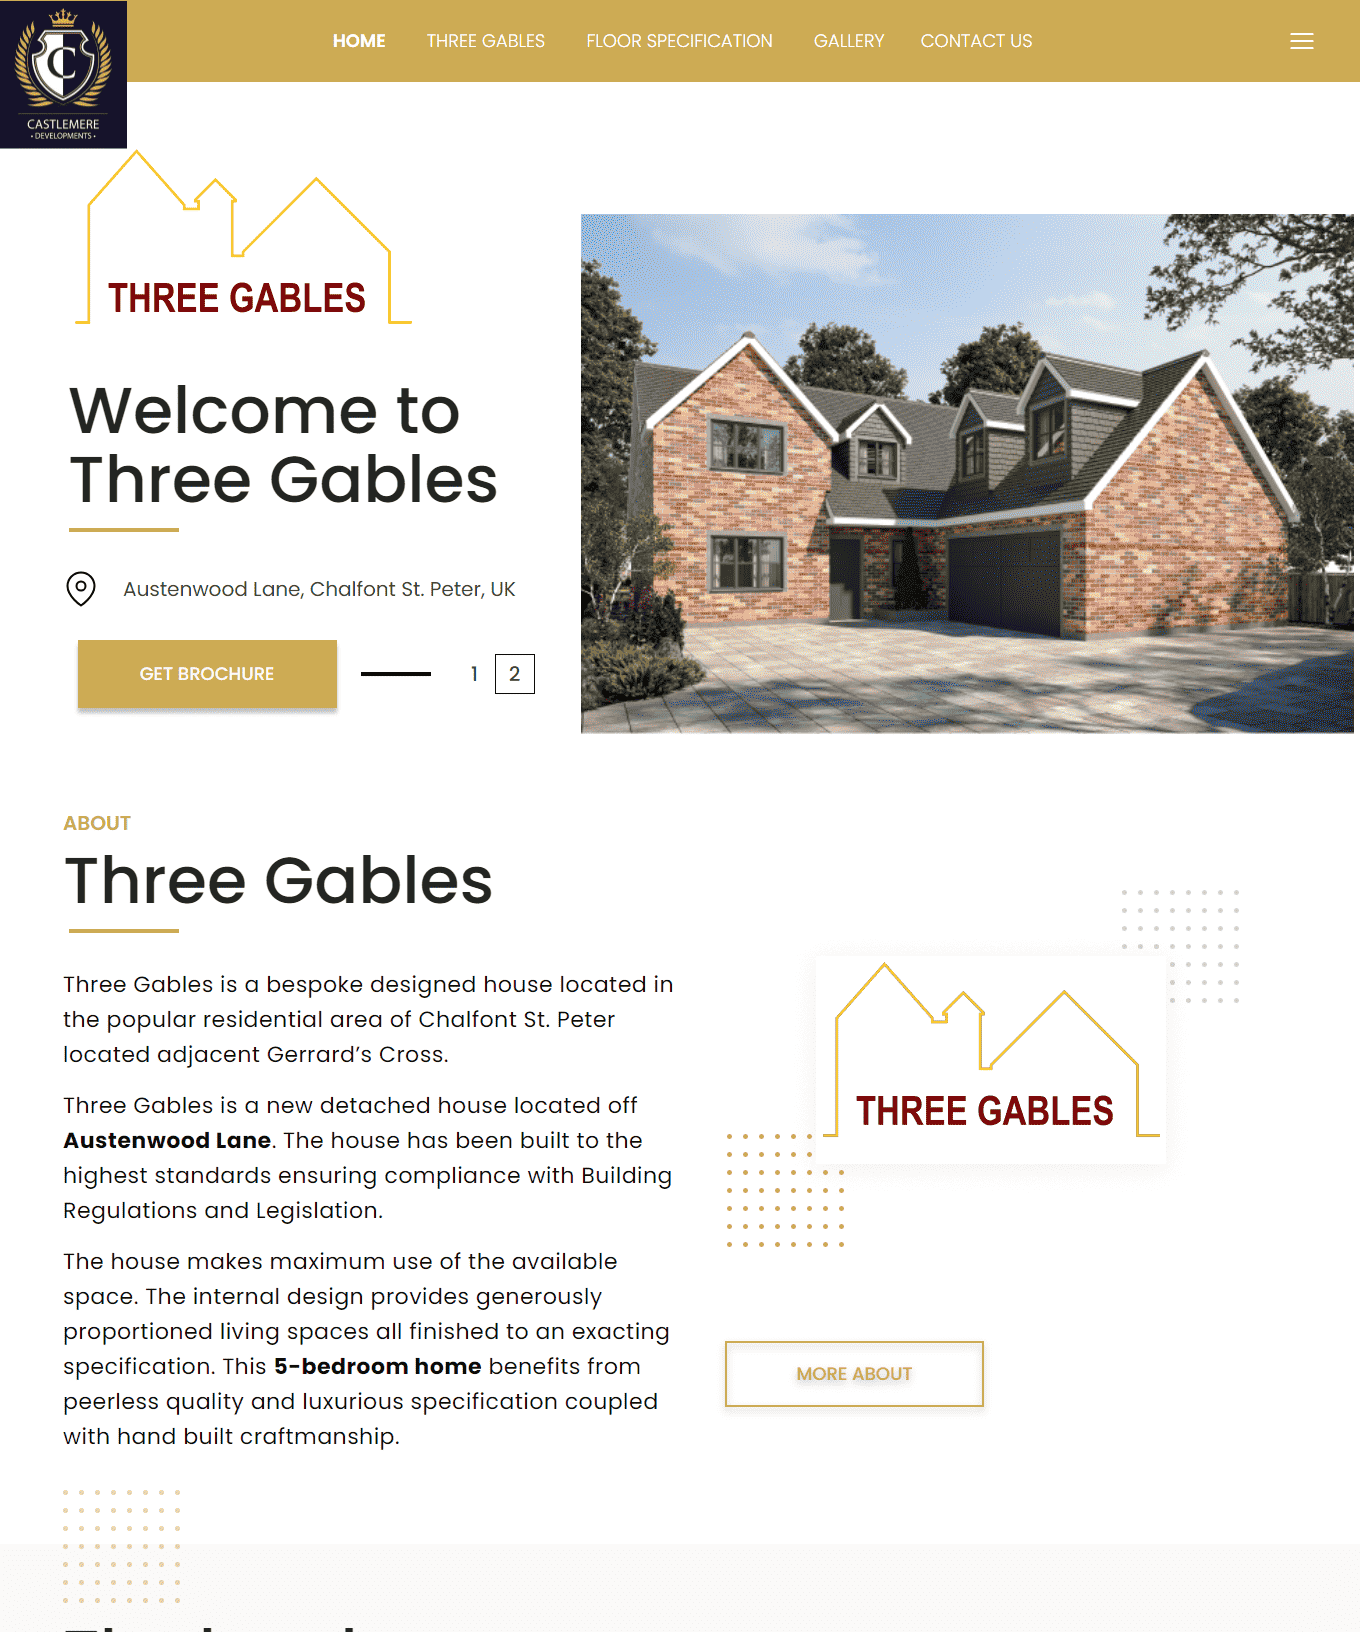 C
CASTLEMERE
• DEVELOPMENTS •
HOME THREE GABLES FLOOR SPECIFICATION GALLERY CONTACT US
THREE GABLES
Welcome to
Three Gables
Austenwood Lane, Chalfont St. Peter, UK
GET BROCHURE 1 2
ABOUT
Three Gables
Three Gables is a bespoke designed house located in
the popular residential area of Chalfont St. Peter
located adjacent Gerrard’s Cross.
Three Gables is a new detached house located off
Austenwood Lane. The house has been built to the
highest standards ensuring compliance with Building
Regulations and Legislation.
The house makes maximum use of the available
space. The internal design provides generously
proportioned living spaces all finished to an exacting
specification. This 5-bedroom home benefits from
peerless quality and luxurious specification coupled
with hand built craftmanship.
THREE GABLES
MORE ABOUT